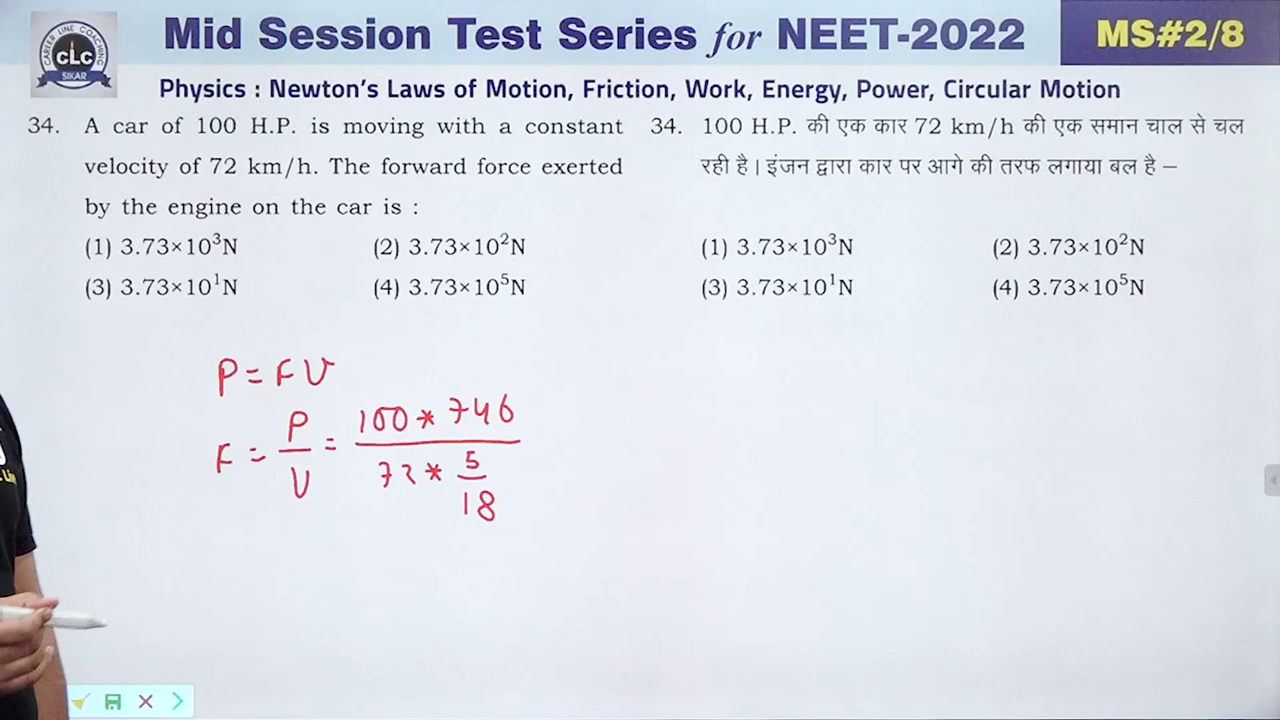 CAREER LINE COACHING
CLC
SIKAR
Mid Session Test Series for NEET-2022
MS#2/8
Physics : Newton's Laws of Motion, Friction, Work, Energy, Power, Circular Motion
34. A car of 100 H.P. is moving with a constant
velocity of 72 km/h. The forward force exerted
by the engine on the car is :
(1) 3.73×10³N (2) 3.73×10²N
(3) 3.73×10¹N (4) 3.73×10⁵N
34. 100 H.P. की एक कार 72 km/h की एक समान चाल से चल
रही है। इंजन द्वारा कार पर आगे की तरफ लगाया बल है –
(1) 3.73×10³N (2) 3.73×10²N
(3) 3.73×10¹N (4) 3.73×10⁵N
P = FV
F = P/V = 100 * 746 / 72 * 5/18